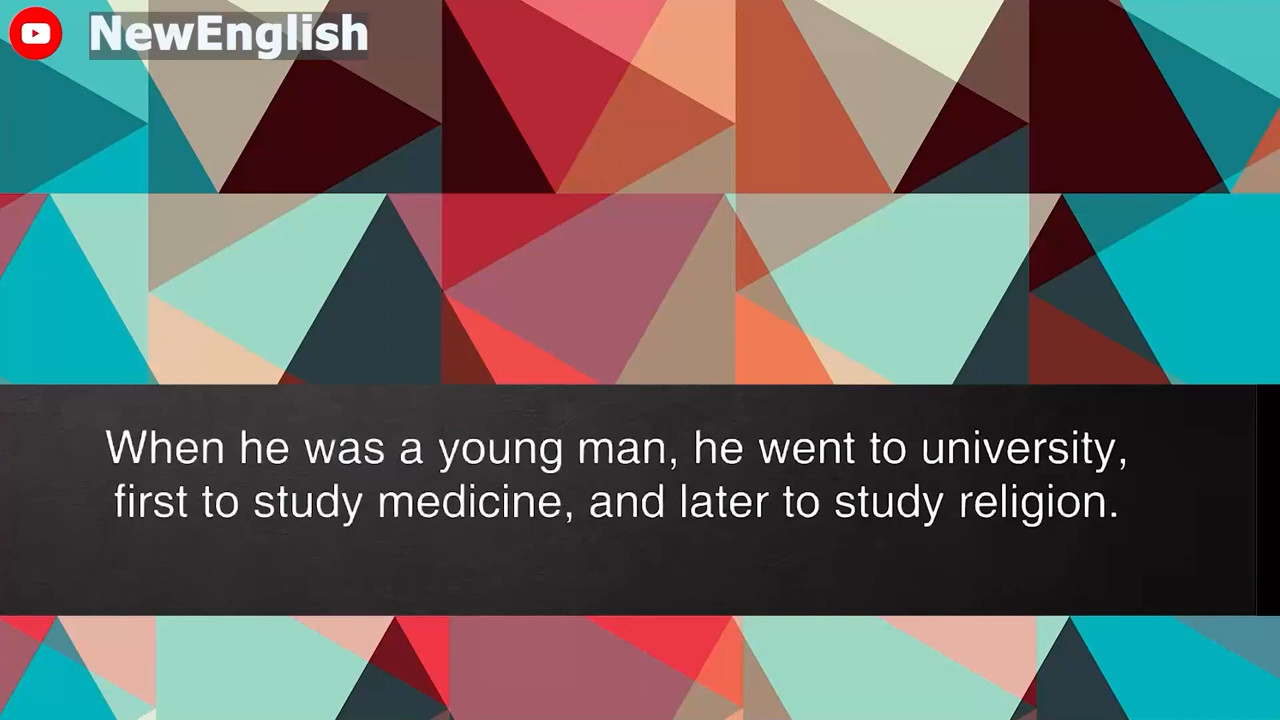 NewEnglish
When he was a young man, he went to university,
first to study medicine, and later to study religion.